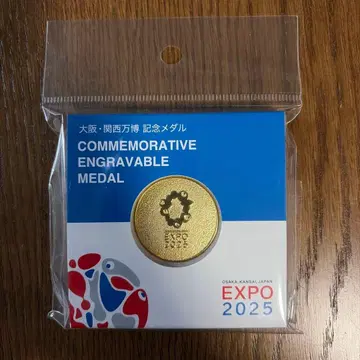 大阪・関西万博 記念メダル
COMMEMORATIVE
ENGRAVABLE
MEDAL
EXPO
2025
OSAKA, KANSAI, JAPAN
EXPO
2025